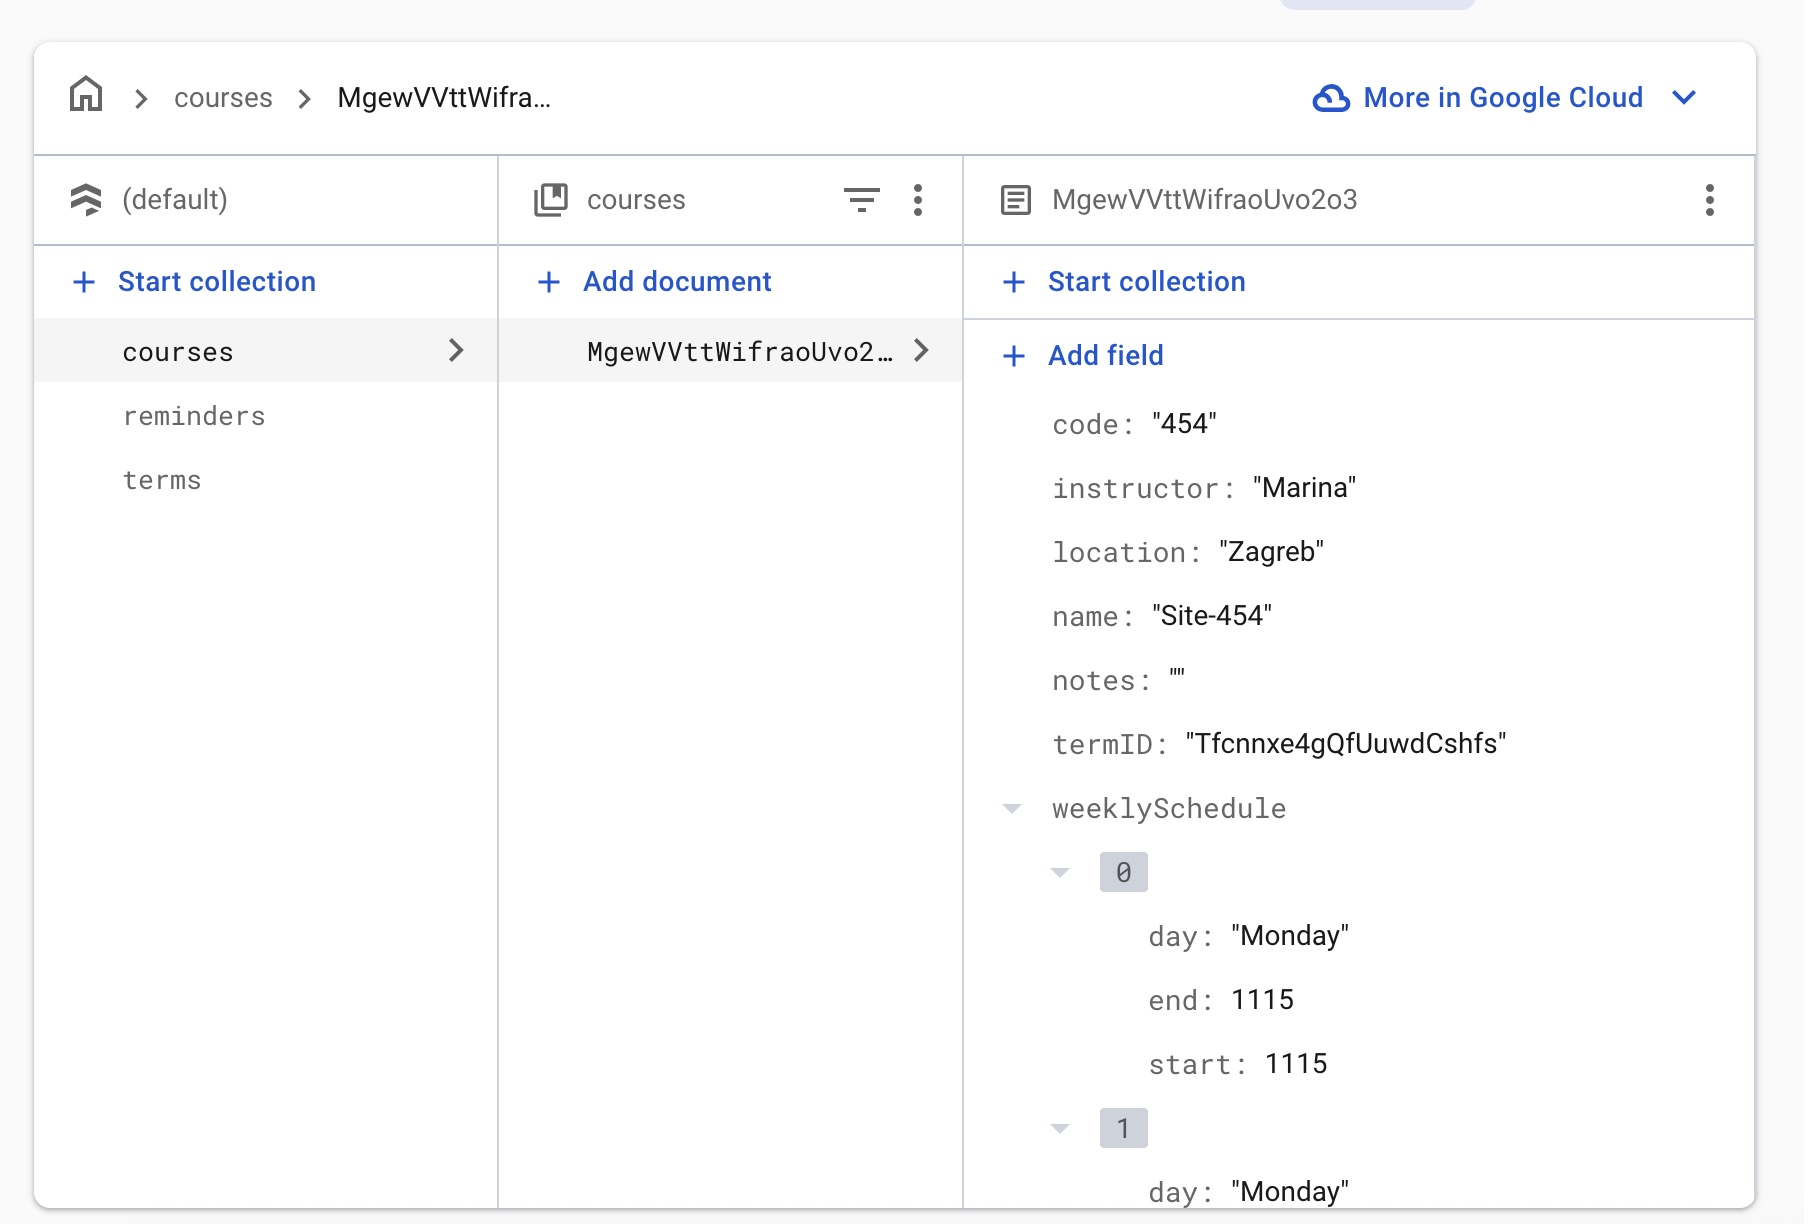 courses
MgewVVttWifra...
More in Google Cloud
(default)
courses
MgewVVttWifraoUvo2o3
Start collection
Add document
Start collection
courses
MgewVVttWifraoUvo2…
reminders
terms
Add field
code: "454"
instructor: "Marina"
location: "Zagreb"
name: "Site-454"
notes: ""
termID: "Tfcnnxe4gQfUuwdCshfs"
weeklySchedule
0
day: "Monday"
end: 1115
start: 1115
1
day: "Monday"